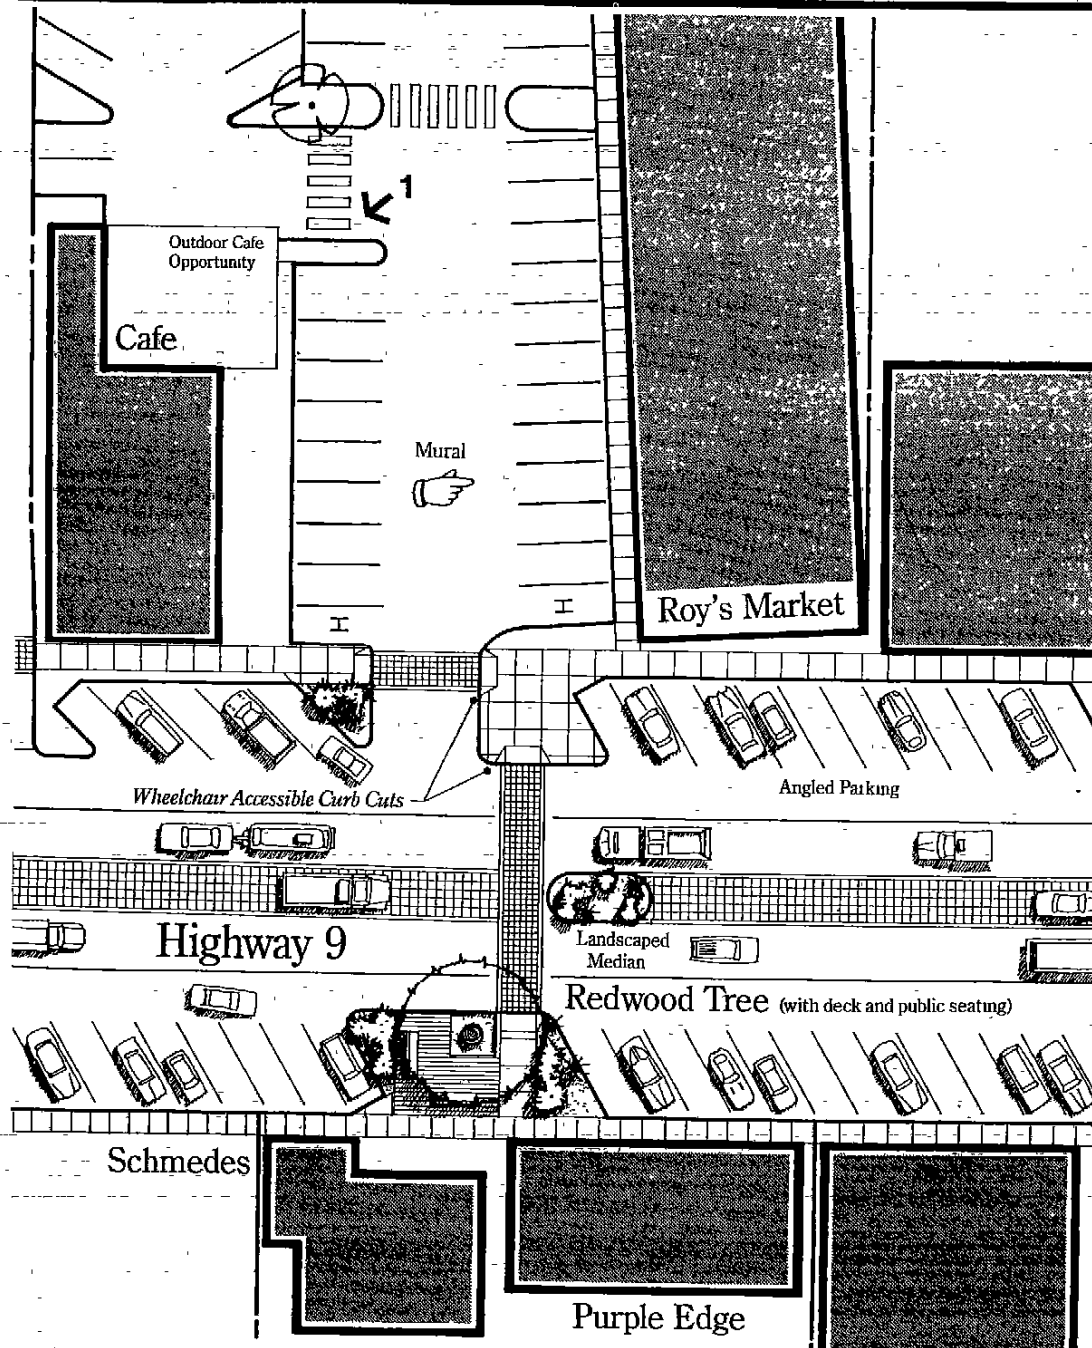 1
Outdoor Cafe
Opportunity
Cafe
Mural
H
H
Roy's Market
Wheelchair Accessible Curb Cuts
Angled Parking
Highway 9
Landscaped
Median
Redwood Tree (with deck and public seating)
Schmedes
Purple Edge